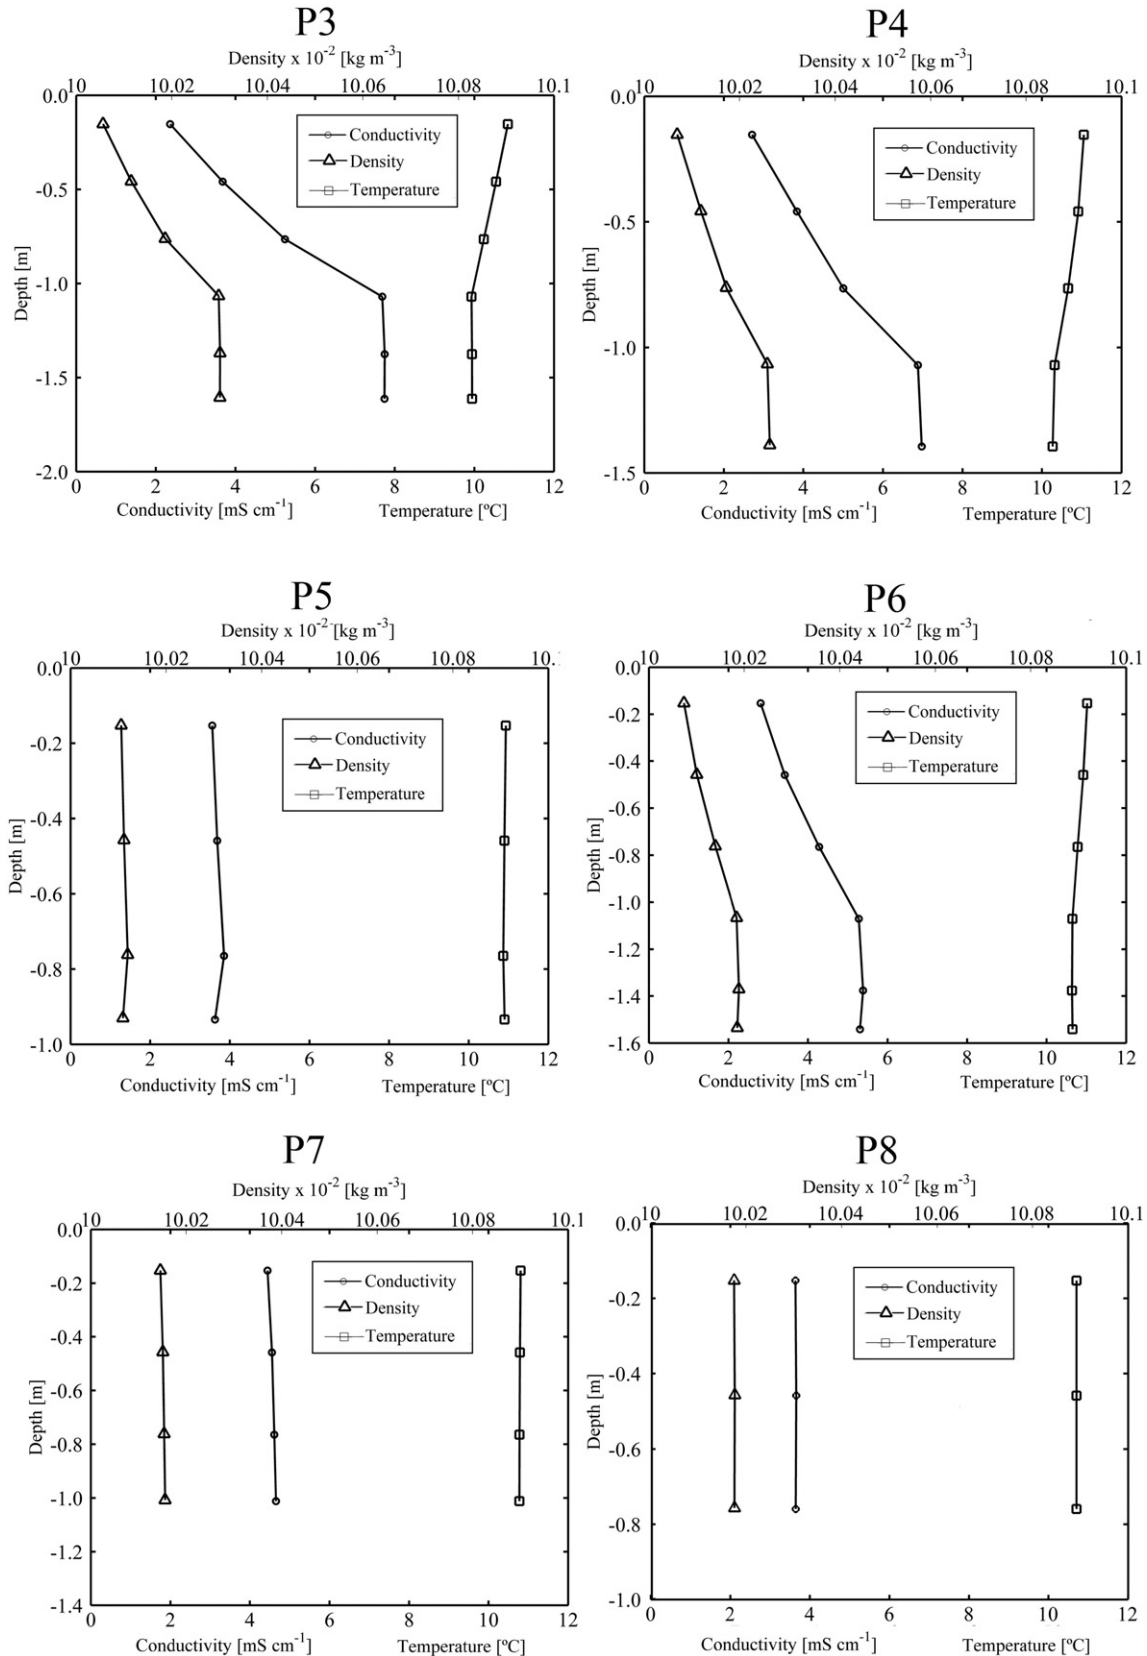 P3
Density x 10-2 [kg m-3]
10 10.02 10.04 10.06 10.08 10.1
0.0
-0.5
-1.0
-1.5
-2.0
Depth [m]
Conductivity
Density
Temperature
0 2 4 6 8 10 12
Conductivity [mS cm-1] Temperature [ºC]
P4
Density x 10-2 [kg m-3]
10 10.02 10.04 10.06 10.08 10.1
0.0
-0.5
-1.0
-1.5
Depth [m]
Conductivity
Density
Temperature
0 2 4 6 8 10 12
Conductivity [mS cm-1] Temperature [ºC]
P5
Density x 10-2 [kg m-3]
10 10.02 10.04 10.06 10.08 10.
0.0
-0.2
-0.4
-0.6
-0.8
-1.0
Depth [m]
Conductivity
Density
Temperature
0 2 4 6 8 10 12
Conductivity [mS cm-1] Temperature [ºC]
P6
Density x 10-2 [kg m-3]
10 10.02 10.04 10.06 10.08 10.1
0.0
-0.2
-0.4
-0.6
-0.8
-1.0
-1.2
-1.4
-1.6
Depth [m]
Conductivity
Density
Temperature
0 2 4 6 8 10 12
Conductivity [mS cm-1] Temperature [ºC]
P7
Density x 10-2 [kg m-3]
10 10.02 10.04 10.06 10.08 10.1
0.0
-0.2
-0.4
-0.6
-0.8
-1.0
-1.2
-1.4
Depth [m]
Conductivity
Density
Temperature
0 2 4 6 8 10 12
Conductivity [mS cm-1] Temperature [ºC]
P8
Density x 10-2 [kg m-3]
10 10.02 10.04 10.06 10.08 10.1
0.0
-0.2
-0.4
-0.6
-0.8
-1.0
Depth [m]
Conductivity
Density
Temperature
0 2 4 6 8 10 12
Conductivity [mS cm-1] Temperature [ºC]